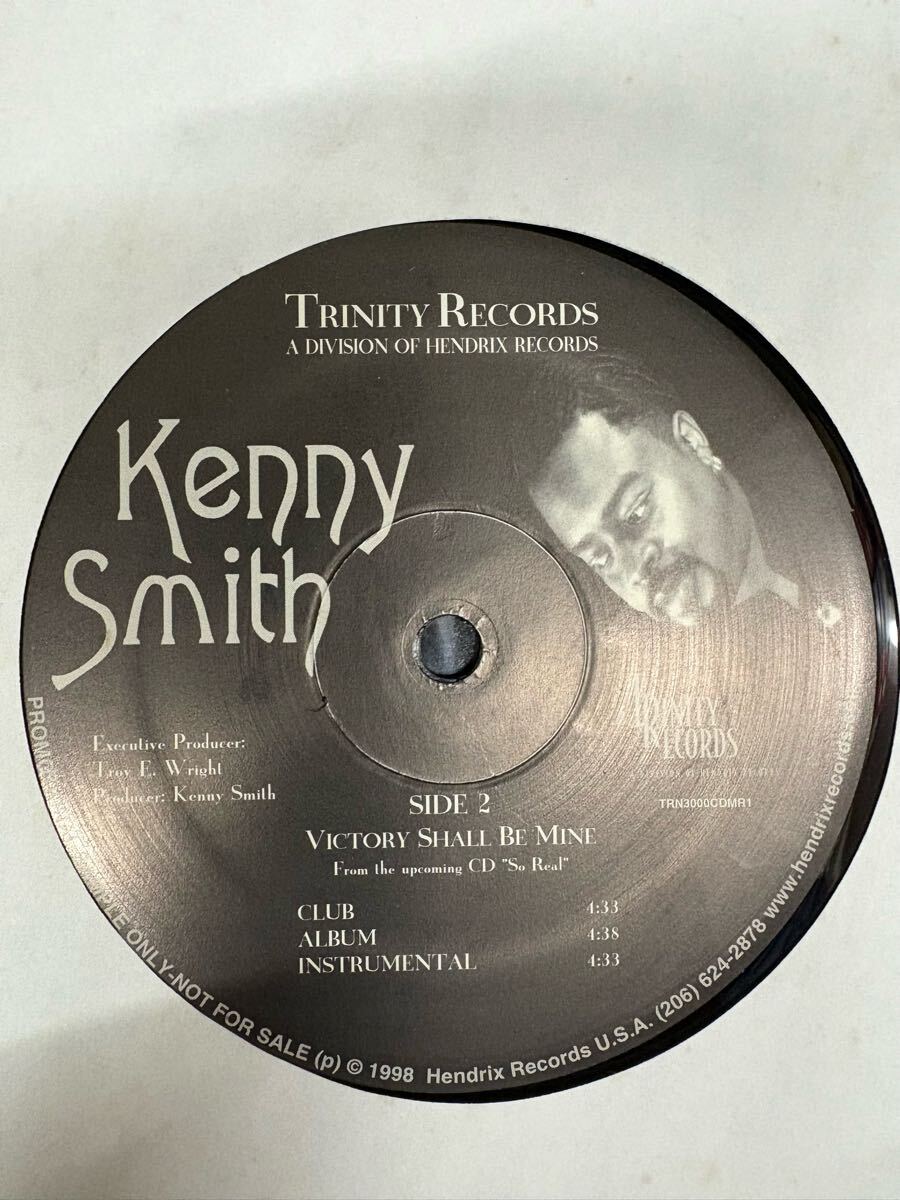 TRINITY RECORDS
A DIVISION OF HENDRIX RECORDS
Kenny
Smith
Executive Producer:
Troy E. Wright
Producer: Kenny Smith
TRINITY
RECORDS
TRN3000CDMR1
SIDE 2
VICTORY SHALL BE MINE
From the upcoming CD "So Real"
CLUB 4:33
ALBUM 4:38
INSTRUMENTAL 4:33
ONLY-NOT FOR SALE (p) © 1998 Hendrix Records U.S.A. (206) 624-2878 www.hendrixrecords.